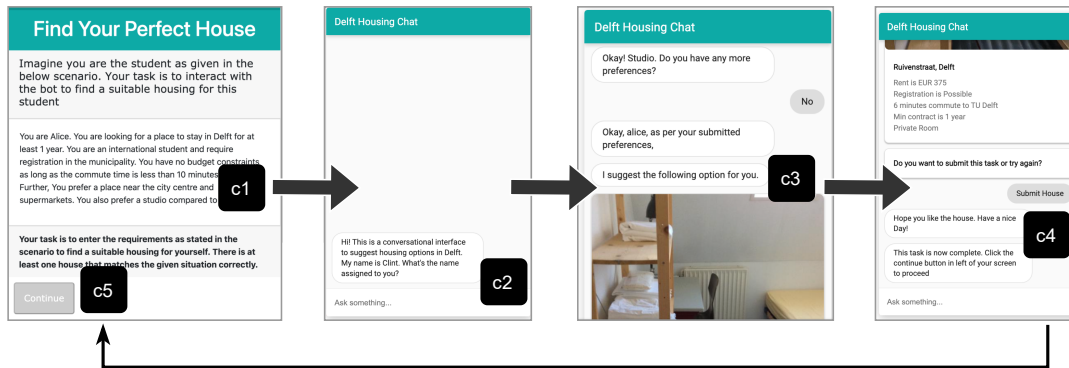 Find Your Perfect House
Imagine you are the student as given in the
below scenario. Your task is to interact with
the bot to find a suitable housing for this
student
You are Alice. You are looking for a place to stay in Delft for at
least 1 year. You are an international student and require
registration in the municipality. You have no budget constraints
as long as the commute time is less than 10 minutes
Further, You prefer a place near the city centre and
supermarkets. You also prefer a studio compared to
c1
Your task is to enter the requirements as stated in the
scenario to find a suitable housing for yourself. There is at
least one house that matches the given situation correctly.
Continue
c5
Delft Housing Chat
Hi! This is a conversational interface
to suggest housing options in Delft.
My name is Clint. What's the name
assigned to you?
c2
Ask something...
Delft Housing Chat
Okay! Studio. Do you have any more
preferences?
No
Okay, alice, as per your submitted
preferences,
I suggest the following option for you.
c3
Delft Housing Chat
Ruivenstraat, Delft
Rent is EUR 375
Registration is Possible
6 minutes commute to TU Delft
Min contract is 1 year
Private Room
Do you want to submit this task or try again?
Submit House
Hope you like the house. Have a nice
Day!
c4
This task is now complete. Click the
continue button in left of your screen
to proceed
Ask something...